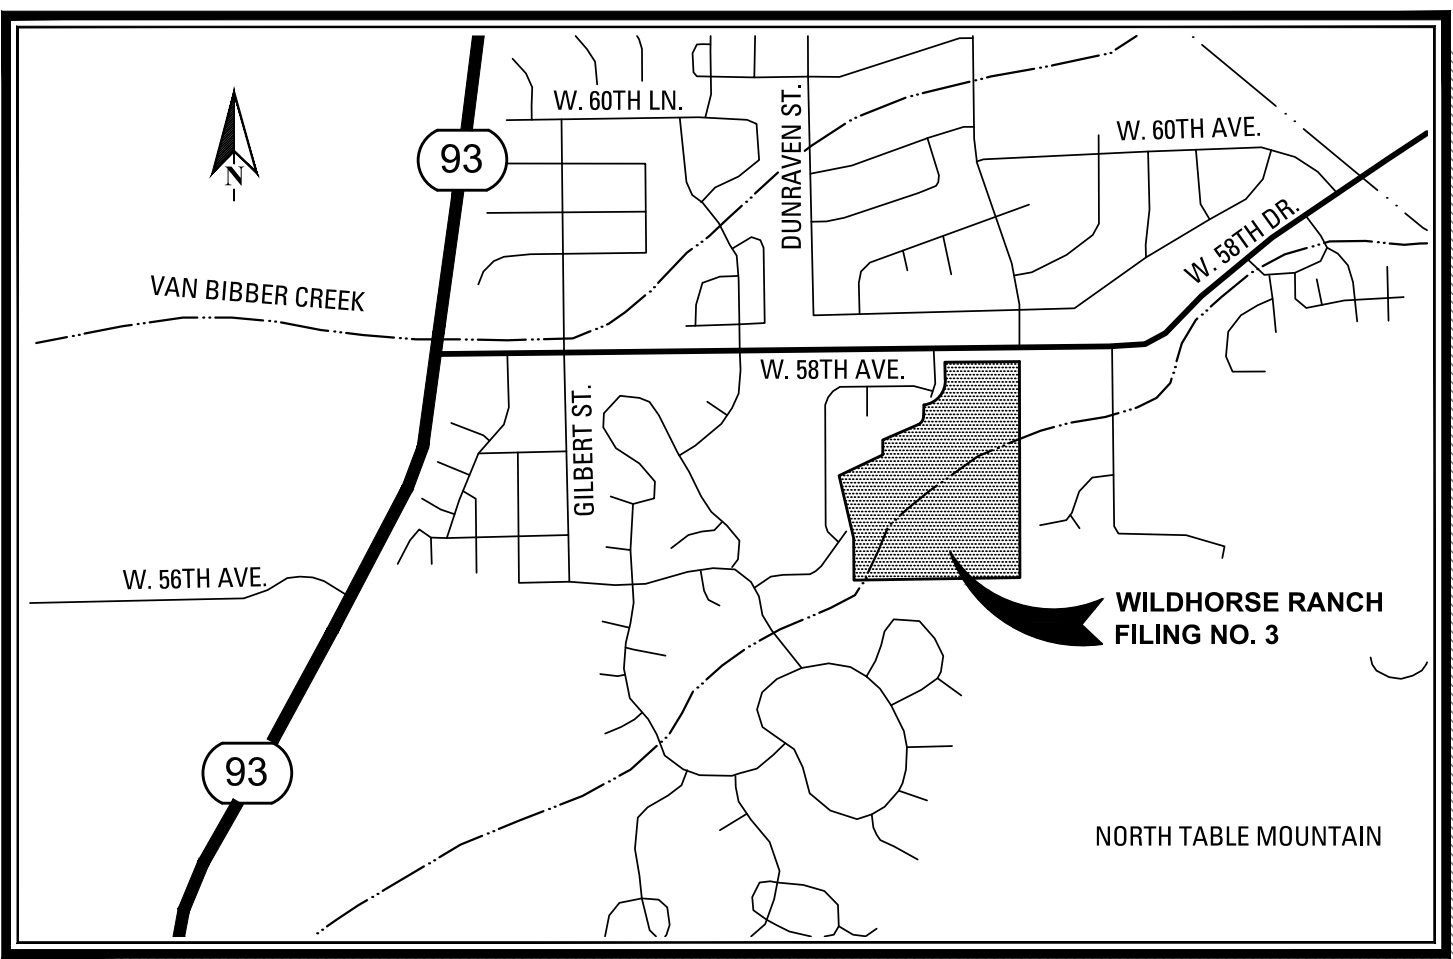 W. 60TH LN.
DUNRAVEN ST.
W. 60TH AVE.
93
N
W. 58TH DR.
VAN BIBBER CREEK
W. 58TH AVE.
GILBERT ST.
W. 56TH AVE.
WILDHORSE RANCH
FILING NO. 3
93
NORTH TABLE MOUNTAIN